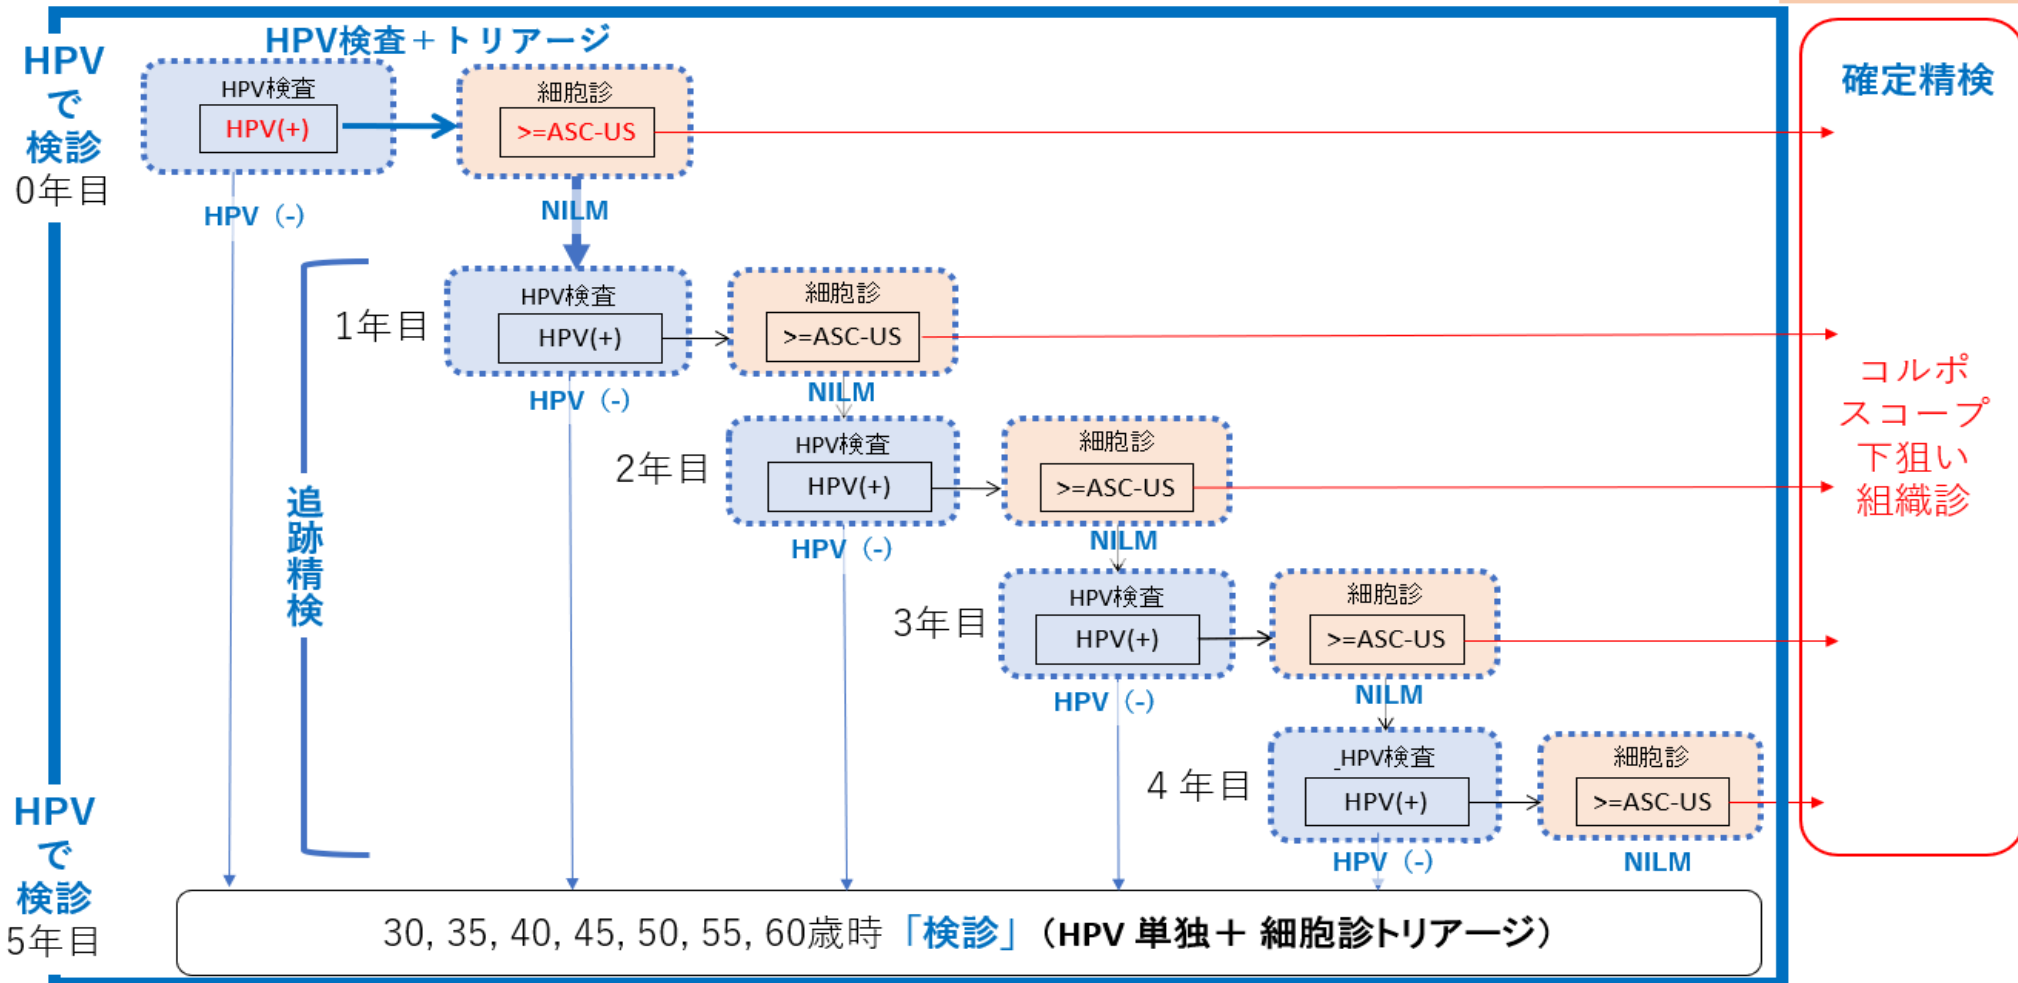 HPV
で
検診
0年目
HPV検査＋トリアージ
HPV検査
HPV(+)
細胞診
>=ASC-US
確定精検
HPV（-）
NILM
追跡精検
1年目
HPV検査
HPV(+)
細胞診
>=ASC-US
HPV（-）
NILM
2年目
HPV検査
HPV(+)
細胞診
>=ASC-US
HPV（-）
NILM
コルポ
スコープ
下狙い
組織診
3年目
HPV検査
HPV(+)
細胞診
>=ASC-US
HPV（-）
NILM
4 年目
_HPV検査
HPV(+)
細胞診
>=ASC-US
HPV（-）
NILM
HPV
で
検診
5年目
30, 35, 40, 45, 50, 55, 60歳時「検診」（HPV 単独＋ 細胞診トリアージ）